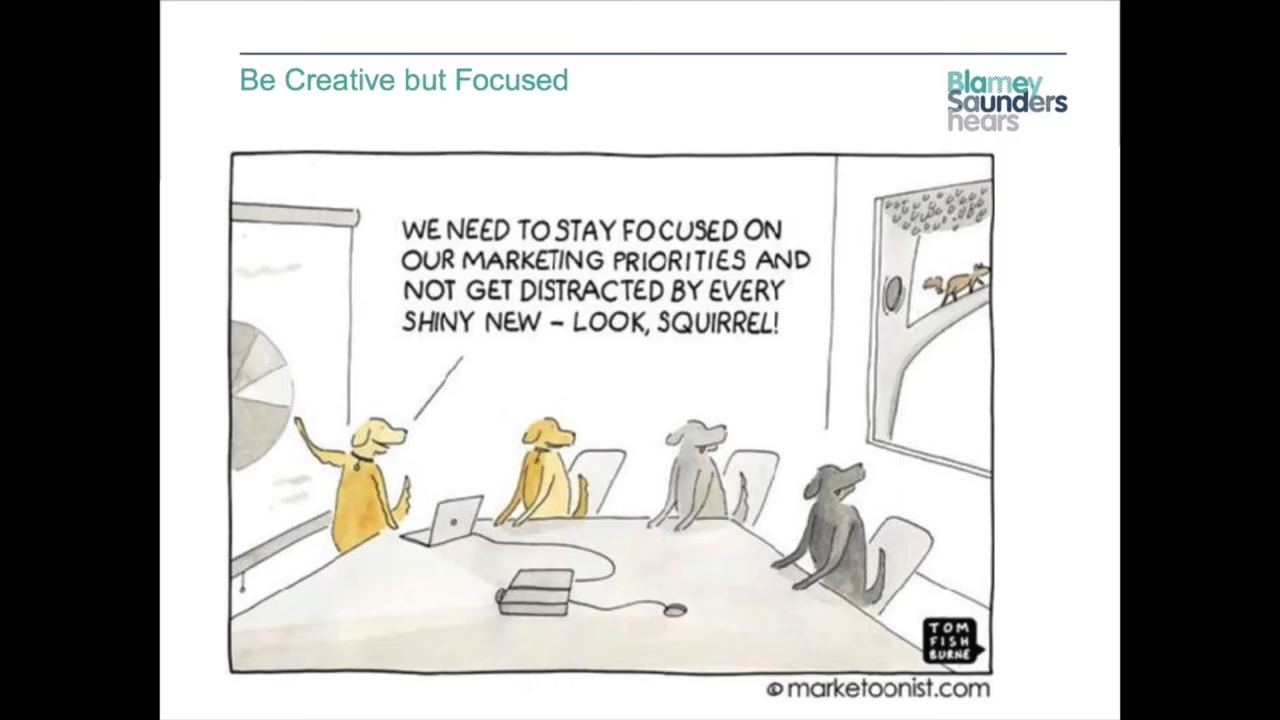 Be Creative but Focused
Blamey
Saunders
hears
WE NEED TO STAY FOCUSED ON
OUR MARKETING PRIORITIES AND
NOT GET DISTRACTED BY EVERY
SHINY NEW – LOOK, SQUIRREL!
TOM
FISH
BURNE
© marketoonist.com